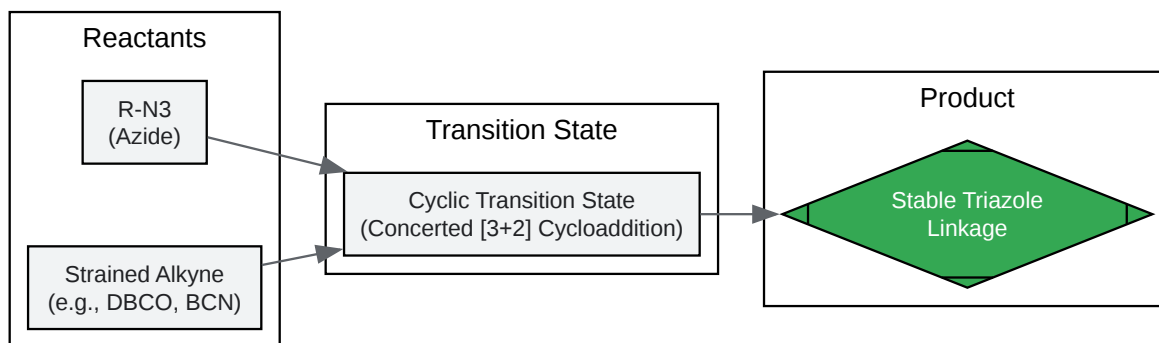 Reactants
R-N3
(Azide)
Strained Alkyne
(e.g., DBCO, BCN)
Transition State
Cyclic Transition State
(Concerted [3+2] Cycloaddition)
Product
Stable Triazole
Linkage